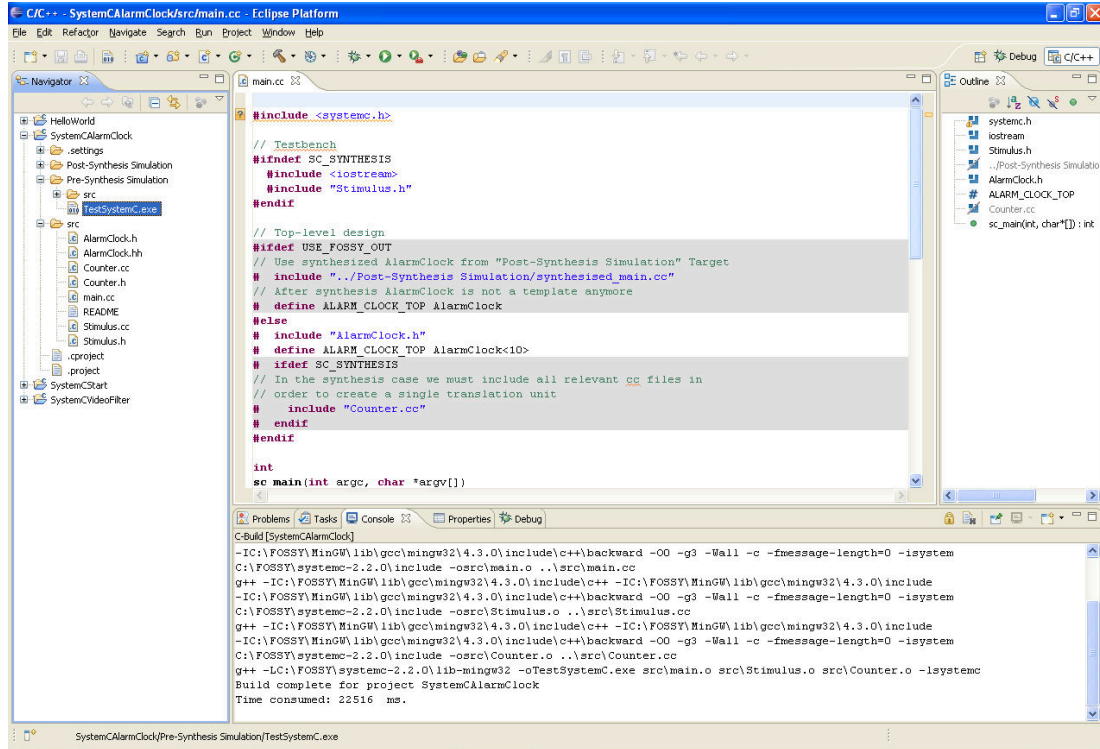 C/C++ - SystemCAlarmClock/src/main.cc - Eclipse Platform
File Edit Refactor Navigate Search Run Project Window Help
Debug C/C++
Navigator
HelloWorld
SystemCAlarmClock
.settings
Post-Synthesis Simulation
Pre-Synthesis Simulation
src
TestSystemC.exe
src
AlarmClock.h
AlarmClock.hh
Counter.cc
Counter.h
main.cc
README
Stimulus.cc
Stimulus.h
.cproject
.project
SystemCStart
SystemCVideoFilter
main.cc
#include <systemc.h>
// Testbench
#ifndef SC_SYNTHESIS
#include <iostream>
#include "Stimulus.h"
#endif
// Top-level design
#ifdef USE_FOSSY_OUT
// Use synthesized AlarmClock from "Post-Synthesis Simulation" Target
# include "../Post-Synthesis Simulation/synthesised_main.cc"
// After synthesis AlarmClock is not a template anymore
# define ALARM_CLOCK_TOP AlarmClock
#else
# include "AlarmClock.h"
# define ALARM_CLOCK_TOP AlarmClock<10>
# ifdef SC_SYNTHESIS
// In the synthesis case we must include all relevant cc files in
// order to create a single translation unit
# include "Counter.cc"
# endif
#endif
int
sc_main(int argc, char *argv[])
Outline
systemc.h
iostream
Stimulus.h
../Post-Synthesis Simulatio
AlarmClock.h
ALARM_CLOCK_TOP
Counter.cc
sc_main(int, char*[]) : int
Problems Tasks Console Properties Debug
C-Build [SystemCAlarmClock]
-IC:\FOSSY\MinGW\lib\gcc\mingw32\4.3.0\include\c++\backward -O0 -g3 -Wall -c -fmessage-length=0 -isystem
C:\FOSSY\systemc-2.2.0\include -osrc\main.o ..\src\main.cc
g++ -IC:\FOSSY\MinGW\lib\gcc\mingw32\4.3.0\include\c++ -IC:\FOSSY\MinGW\lib\gcc\mingw32\4.3.0\include
-IC:\FOSSY\MinGW\lib\gcc\mingw32\4.3.0\include\c++\backward -O0 -g3 -Wall -c -fmessage-length=0 -isystem
C:\FOSSY\systemc-2.2.0\include -osrc\Stimulus.o ..\src\Stimulus.cc
g++ -IC:\FOSSY\MinGW\lib\gcc\mingw32\4.3.0\include\c++ -IC:\FOSSY\MinGW\lib\gcc\mingw32\4.3.0\include
-IC:\FOSSY\MinGW\lib\gcc\mingw32\4.3.0\include\c++\backward -O0 -g3 -Wall -c -fmessage-length=0 -isystem
C:\FOSSY\systemc-2.2.0\include -osrc\Counter.o ..\src\Counter.cc
g++ -LC:\FOSSY\systemc-2.2.0\lib-mingw32 -oTestSystemC.exe src\main.o src\Stimulus.o src\Counter.o -lsystemc
Build complete for project SystemCAlarmClock
Time consumed: 22516 ms.
SystemCAlarmClock/Pre-Synthesis Simulation/TestSystemC.exe